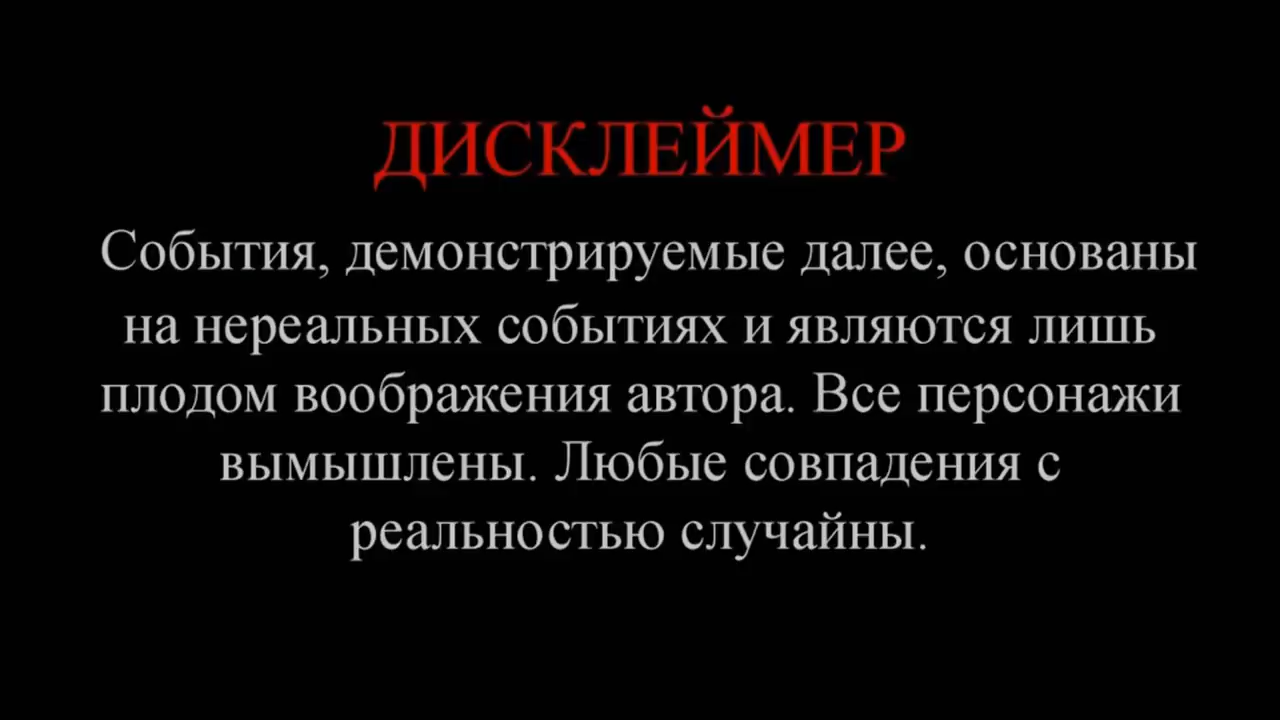 ДИСКЛЕЙМЕР
События, демонстрируемые далее, основаны
на нереальных событиях и являются лишь
плодом воображения автора. Все персонажи
вымышлены. Любые совпадения с
реальностью случайны.